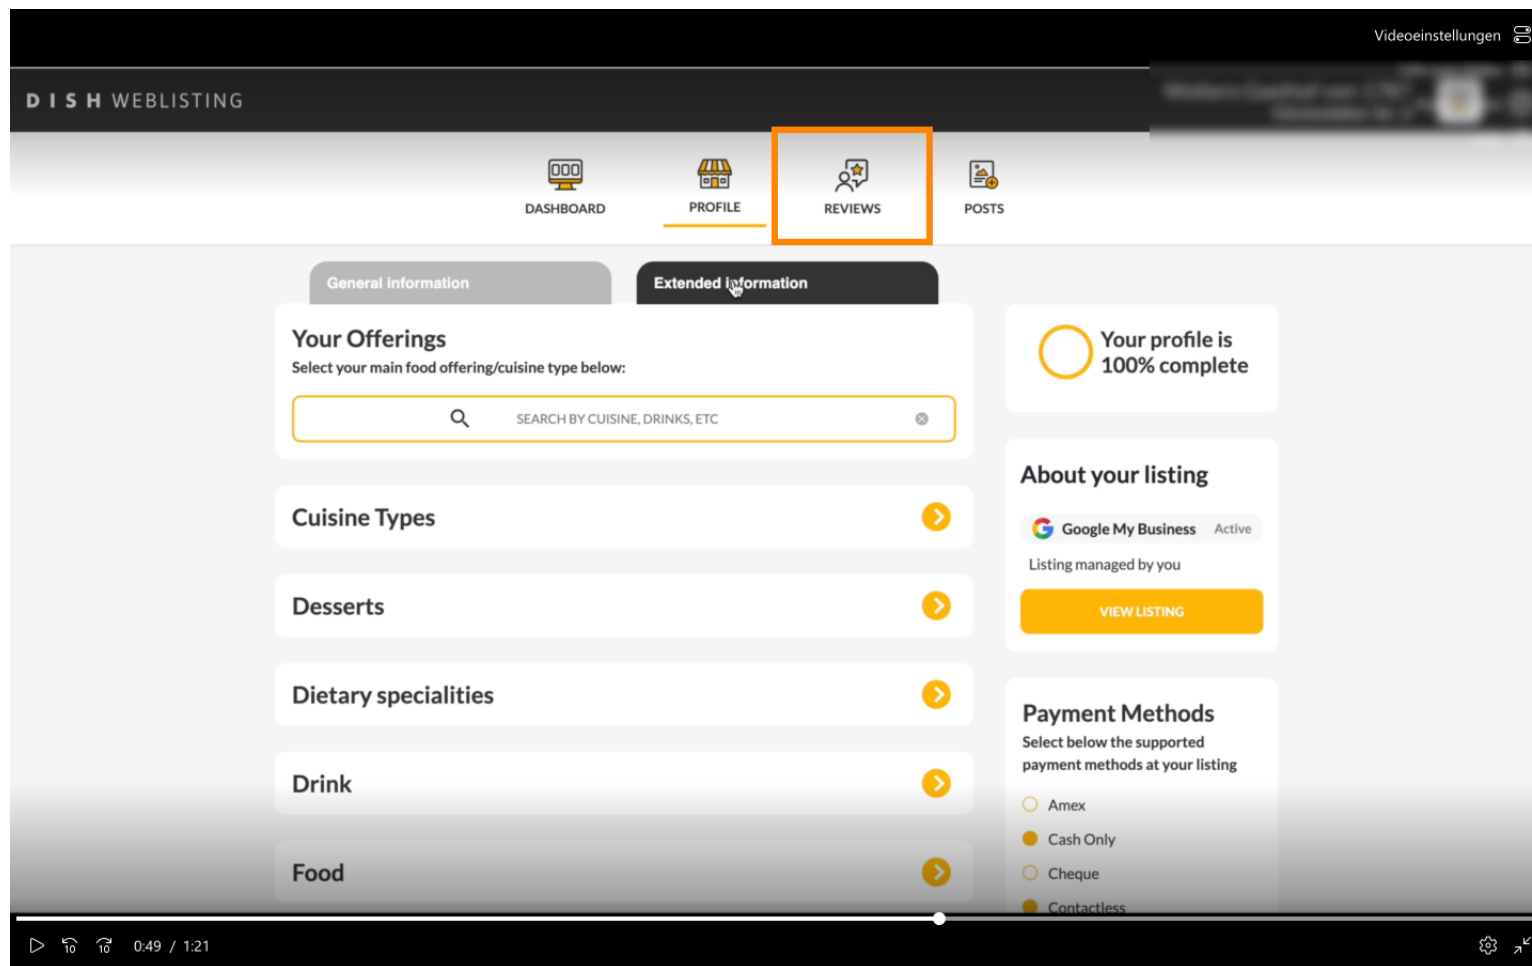 Videoeinstellungen
DISH WEBLISTING
DASHBOARD
PROFILE
REVIEWS
POSTS
General information
Extended information
Your Offerings
Select your main food offering/cuisine type below:
SEARCH BY CUISINE, DRINKS, ETC
Cuisine Types
Desserts
Dietary specialities
Drink
Food
Your profile is
100% complete
About your listing
Google My Business Active
Listing managed by you
VIEW LISTING
Payment Methods
Select below the supported
payment methods at your listing
Amex
Cash Only
Cheque
Contactless
10 10 0:49 / 1:21